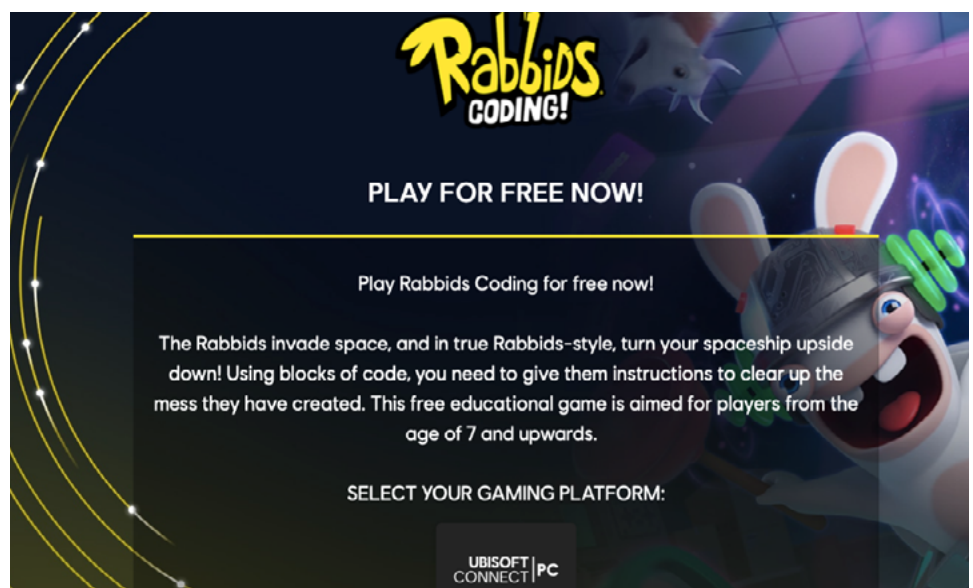 Rabbids
CODING!
PLAY FOR FREE NOW!
Play Rabbids Coding for free now!
The Rabbids invade space, and in true Rabbids-style, turn your spaceship upside
down! Using blocks of code, you need to give them instructions to clear up the
mess they have created. This free educational game is aimed for players from the
age of 7 and upwards.
SELECT YOUR GAMING PLATFORM:
UBISOFT
CONNECT | PC